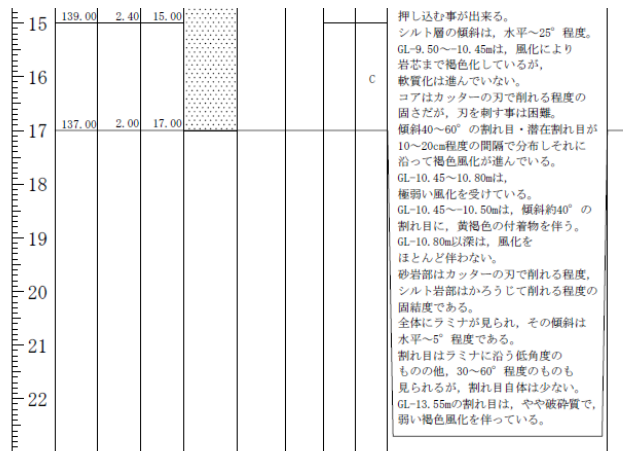 15
16
17
18
19
20
21
22
139.00 2.40 15.00
137.00 2.00 17.00
C
押し込む事が出来る。
シルト層の傾斜は，水平～25°程度。
GL-9.50～-10.45mは，風化により
岩芯まで褐色化しているが，
軟質化は進んでいない。
コアはカッターの刃で削れる程度の
固さだが，刃を刺す事は困難。
傾斜40～60°の割れ目・潜在割れ目が
10～20cm程度の間隔で分布しそれに
沿って褐色風化が進んでいる。
GL-10.45～10.80mは，
極弱い風化を受けている。
GL-10.45～-10.50mは，傾斜約40°の
割れ目に，黄褐色の付着物を伴う。
GL-10.80m以深は，風化を
ほとんど伴わない。
砂岩部はカッターの刃で削れる程度，
シルト岩部はかろうじて削れる程度の
固結度である。
全体にラミナが見られ，その傾斜は
水平～5°程度である。
割れ目はラミナに沿う低角度の
ものの他，30～60°程度のものも
見られるが，割れ目自体は少ない。
GL-13.55mの割れ目は，やや破砕質で，
弱い褐色風化を伴っている。